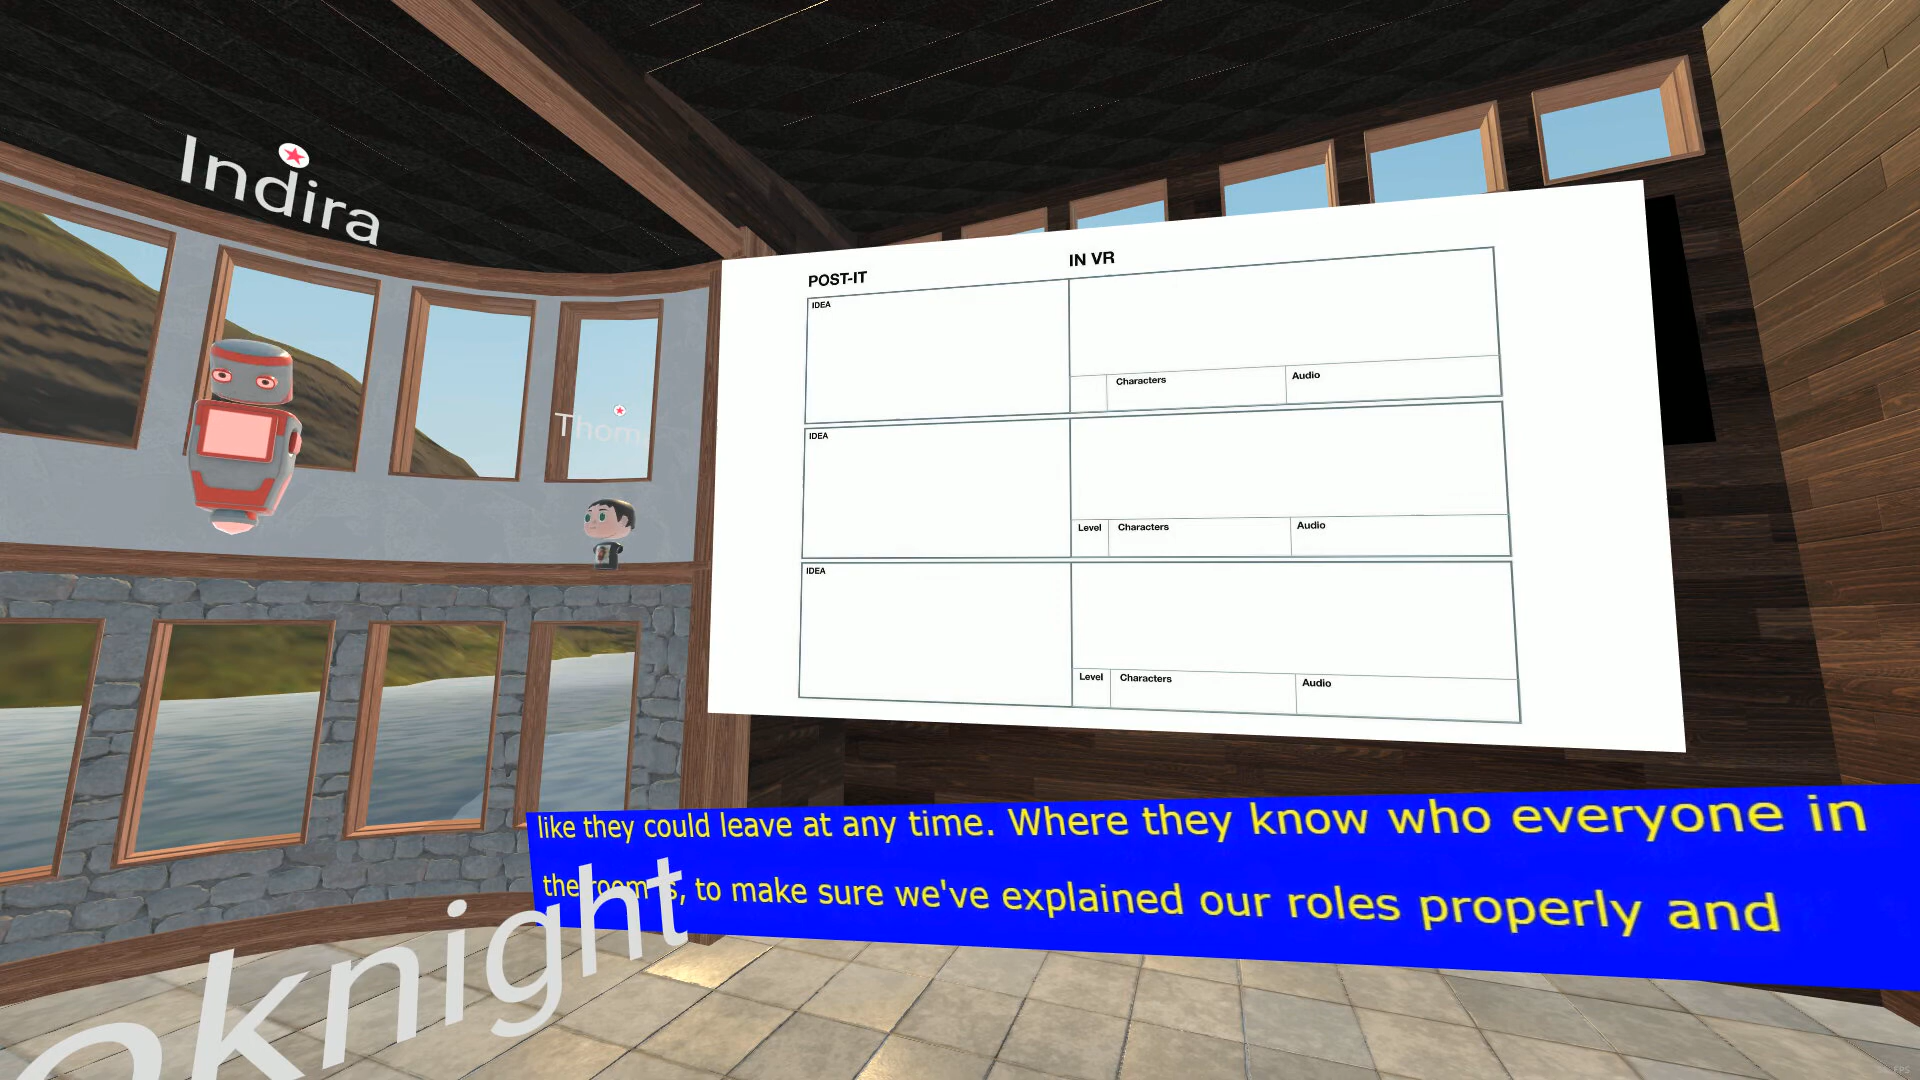 Indira
Thom
POST-IT
IN VR
IDEA
Characters
Audio
IDEA
Level
Characters
Audio
IDEA
Level
Characters
Audio
like they could leave at any time. Where they know who everyone in
the to make sure we've explained our roles properly and
knight
FPS